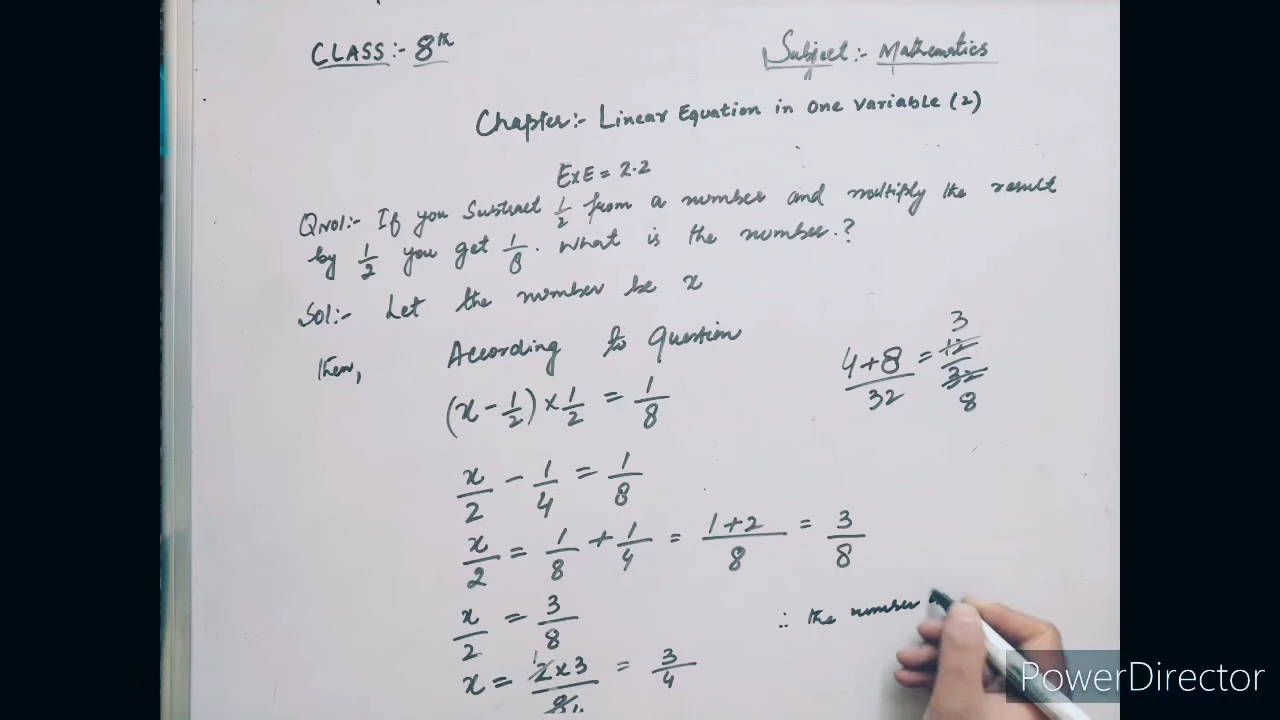 CLASS:- 8th
Subject:- Mathematics
Chapter:- Linear Equation in One variable (2)
EXE = 2.2
QNo1:- If you Subtract 1/2 from a number and multiply the result
by 1/2 you get 1/8. What is the number.?
Sol:- Let the number be x
then, According to Question
(x - 1/2) × 1/2 = 1/8
4+8/32 = 12/32 3 8
x/2 - 1/4 = 1/8
x/2 = 1/8 + 1/4 = 1+2/8 = 3/8
x/2 = 3/8
∴ the number
x = 2×3/8 = 3/4
PowerDirector